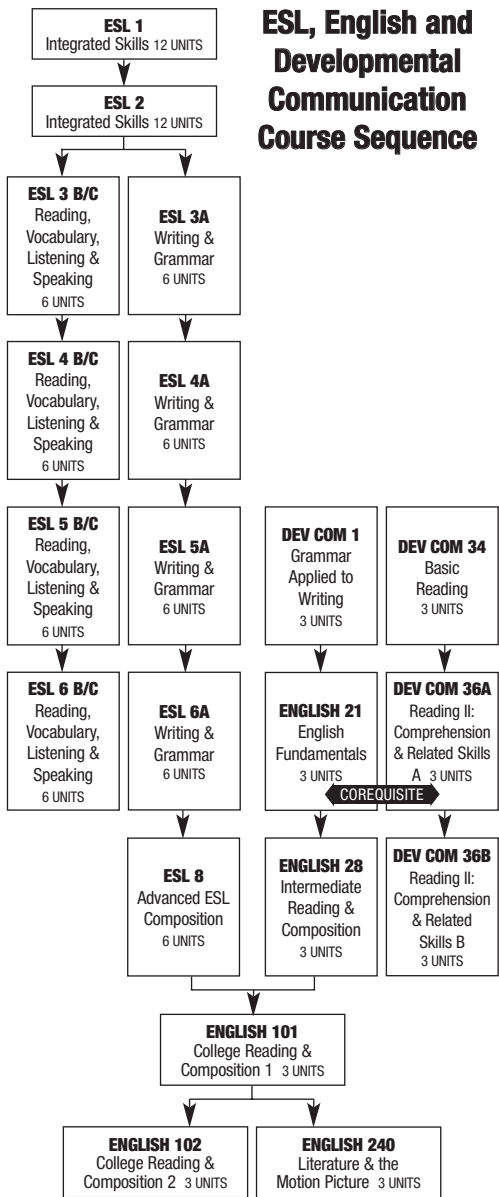 ESL, English and
Developmental
Communication
Course Sequence
ESL 1
Integrated Skills 12 UNITS
ESL 2
Integrated Skills 12 UNITS
ESL 3 B/C
Reading,
Vocabulary,
Listening &
Speaking
6 UNITS
ESL 3A
Writing &
Grammar
6 UNITS
ESL 4 B/C
Reading,
Vocabulary,
Listening &
Speaking
6 UNITS
ESL 4A
Writing &
Grammar
6 UNITS
ESL 5 B/C
Reading,
Vocabulary,
Listening &
Speaking
6 UNITS
ESL 5A
Writing &
Grammar
6 UNITS
DEV COM 1
Grammar
Applied to
Writing
3 UNITS
DEV COM 34
Basic
Reading
3 UNITS
ESL 6 B/C
Reading,
Vocabulary,
Listening &
Speaking
6 UNITS
ESL 6A
Writing &
Grammar
6 UNITS
ENGLISH 21
English
Fundamentals
3 UNITS
DEV COM 36A
Reading II:
Comprehension
& Related Skills
A 3 UNITS
COREQUISITE
ESL 8
Advanced ESL
Composition
6 UNITS
ENGLISH 28
Intermediate
Reading &
Composition
3 UNITS
DEV COM 36B
Reading II:
Comprehension
& Related
Skills B
3 UNITS
ENGLISH 101
College Reading &
Composition 1 3 UNITS
ENGLISH 102
College Reading &
Composition 2 3 UNITS
ENGLISH 240
Literature & the
Motion Picture 3 UNITS